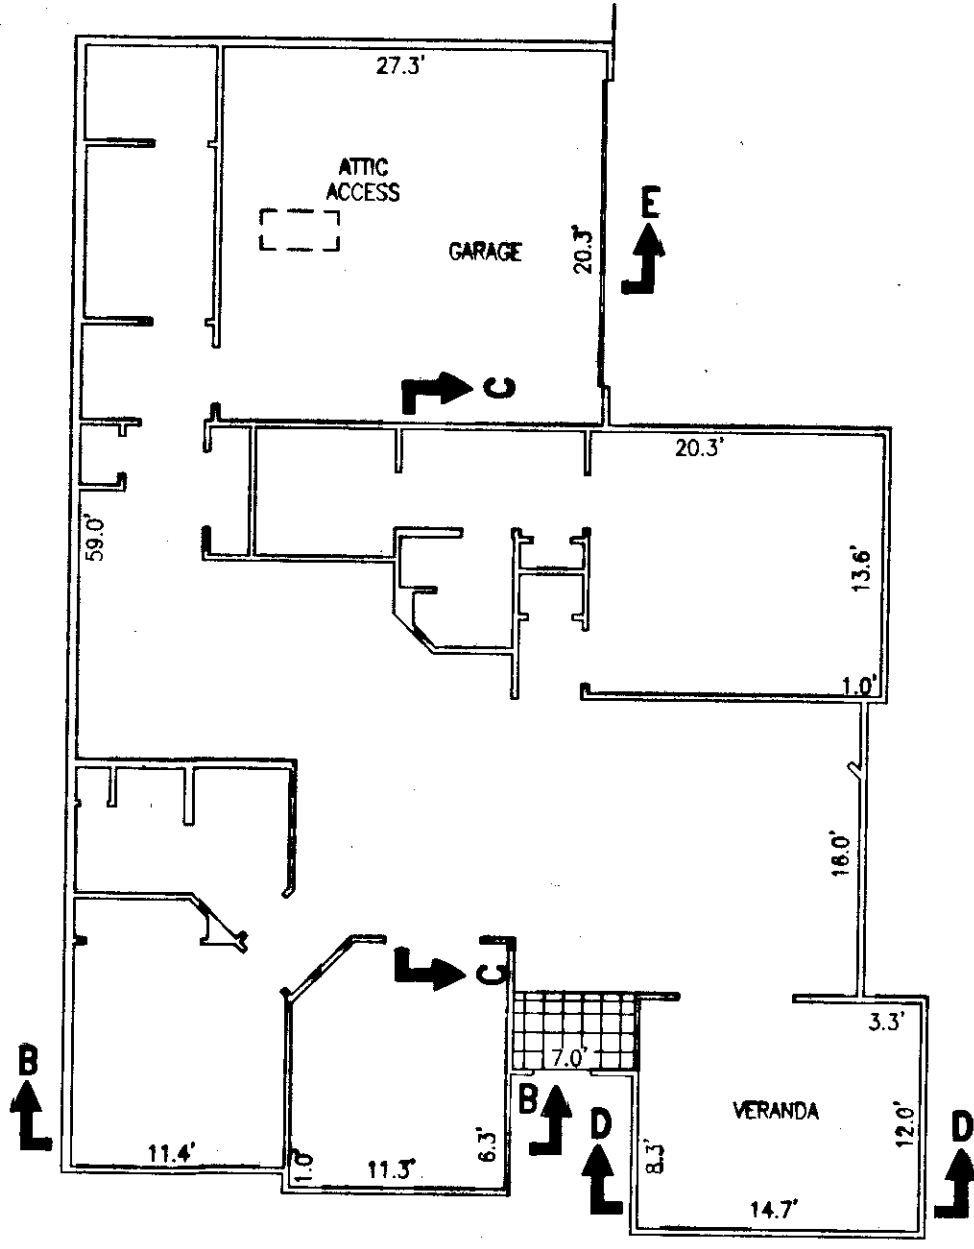 27.3'
ATTIC
ACCESS
E
GARAGE
20.3'
C
20.3'
59.0'
13.6'
1.0'
16.0'
C
3.3'
B
7.0'
B
D
VERANDA
12.0'
D
11.4'
1.0'
11.3'
6.3'
8.3'
14.7'